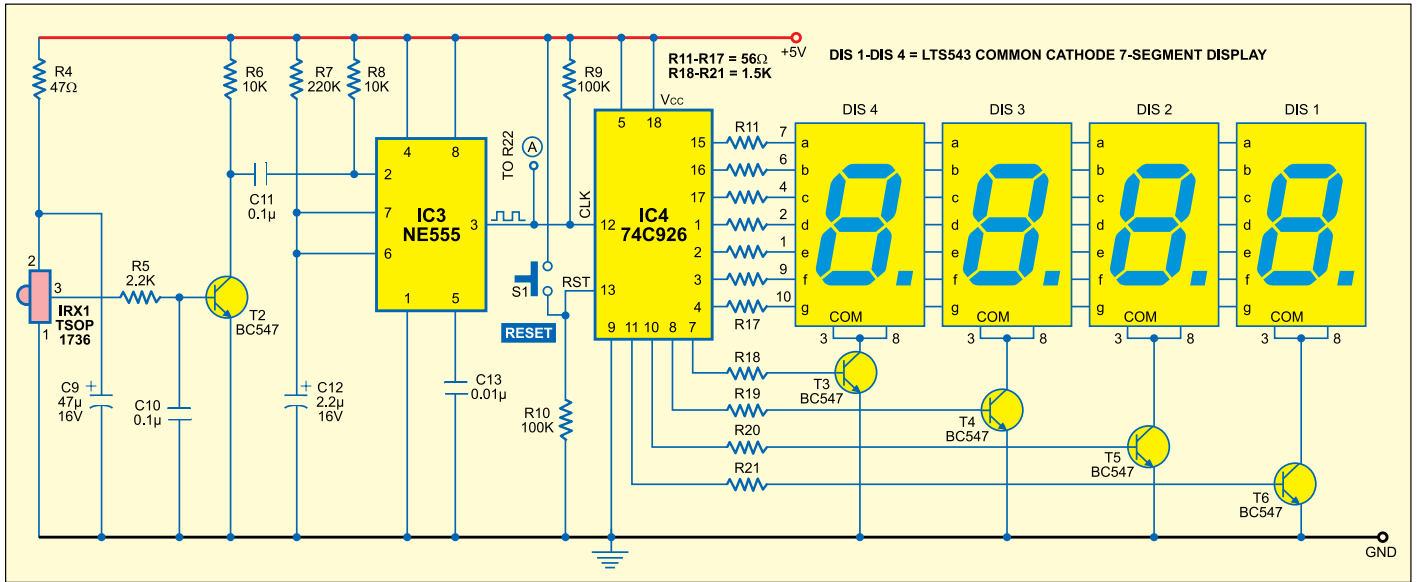 +5V
R11-R17 = 56Ω
R18-R21 = 1.5K
DIS 1-DIS 4 = LTS543 COMMON CATHODE 7-SEGMENT DISPLAY
R4
47Ω
R6
10K
R7
220K
R8
10K
R9
100K
TO R22
A
5
18
VCC
DIS 4
DIS 3
DIS 2
DIS 1
4
8
2
7
6
3
1
5
IC3
NE555
C11
0.1µ
CLK
12
IC4
74C926
RST
13
S1
RESET
15
16
17
1
2
3
4
9
11
10
8
7
R11
R17
7
6
4
2
1
9
10
a
b
c
d
e
f
g
COM
3
8
a
b
c
d
e
f
g
COM
3
8
a
b
c
d
e
f
g
COM
3
8
a
b
c
d
e
f
g
COM
3
8
2
3
1
IRX1
TSOP
1736
R5
2.2K
T2
BC547
C9
47µ
16V
+
C10
0.1µ
+
C12
2.2µ
16V
C13
0.01µ
R10
100K
R18
R19
R20
R21
T3
BC547
T4
BC547
T5
BC547
T6
BC547
GND